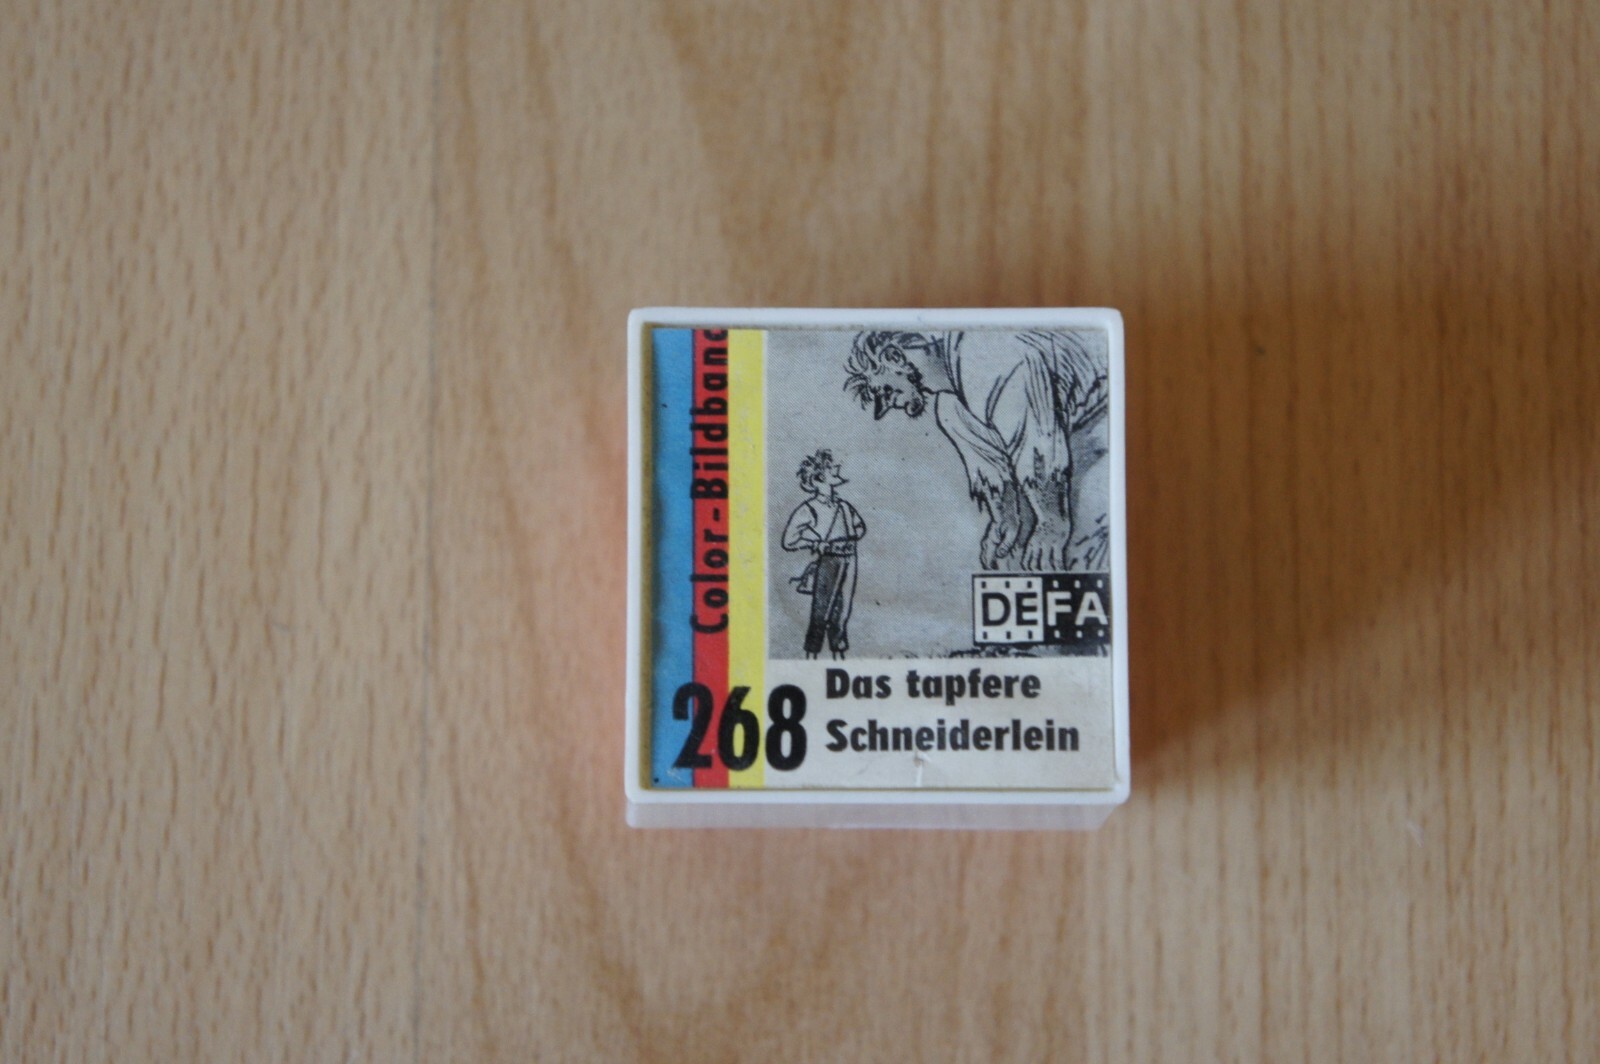 Color-Bildband
DEFA
268
Das tapfere
Schneiderlein